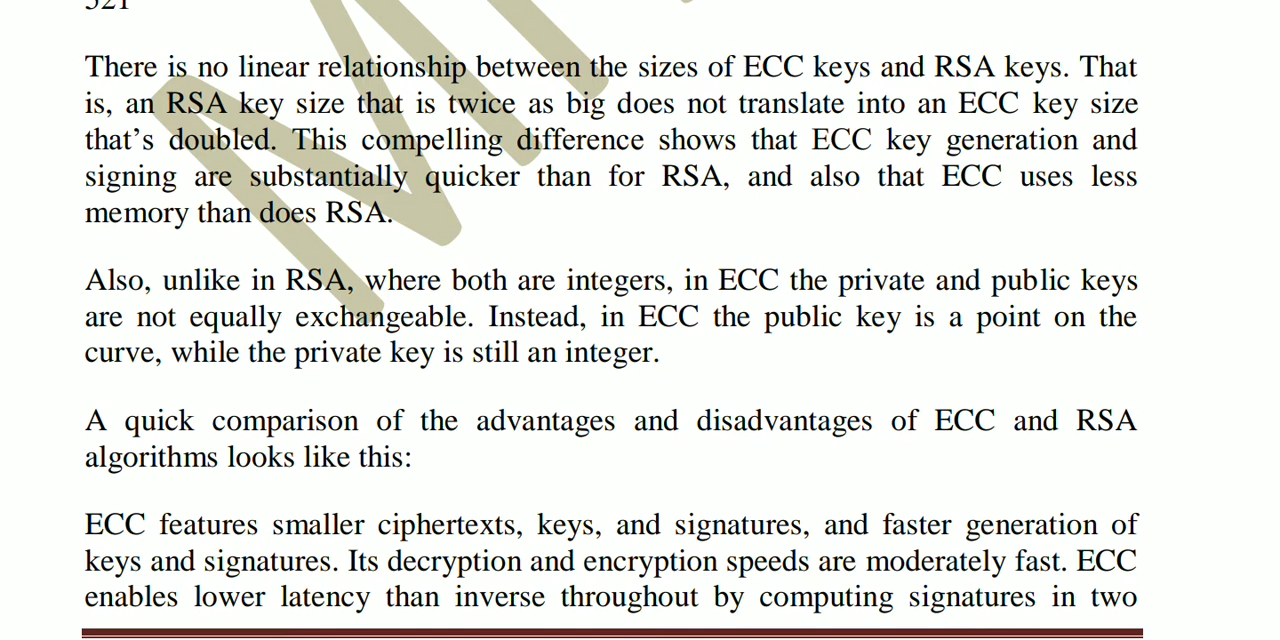 521
There is no linear relationship between the sizes of ECC keys and RSA keys. That
is, an RSA key size that is twice as big does not translate into an ECC key size
that’s doubled. This compelling difference shows that ECC key generation and
signing are substantially quicker than for RSA, and also that ECC uses less
memory than does RSA.
Also, unlike in RSA, where both are integers, in ECC the private and public keys
are not equally exchangeable. Instead, in ECC the public key is a point on the
curve, while the private key is still an integer.
A quick comparison of the advantages and disadvantages of ECC and RSA
algorithms looks like this:
ECC features smaller ciphertexts, keys, and signatures, and faster generation of
keys and signatures. Its decryption and encryption speeds are moderately fast. ECC
enables lower latency than inverse throughout by computing signatures in two